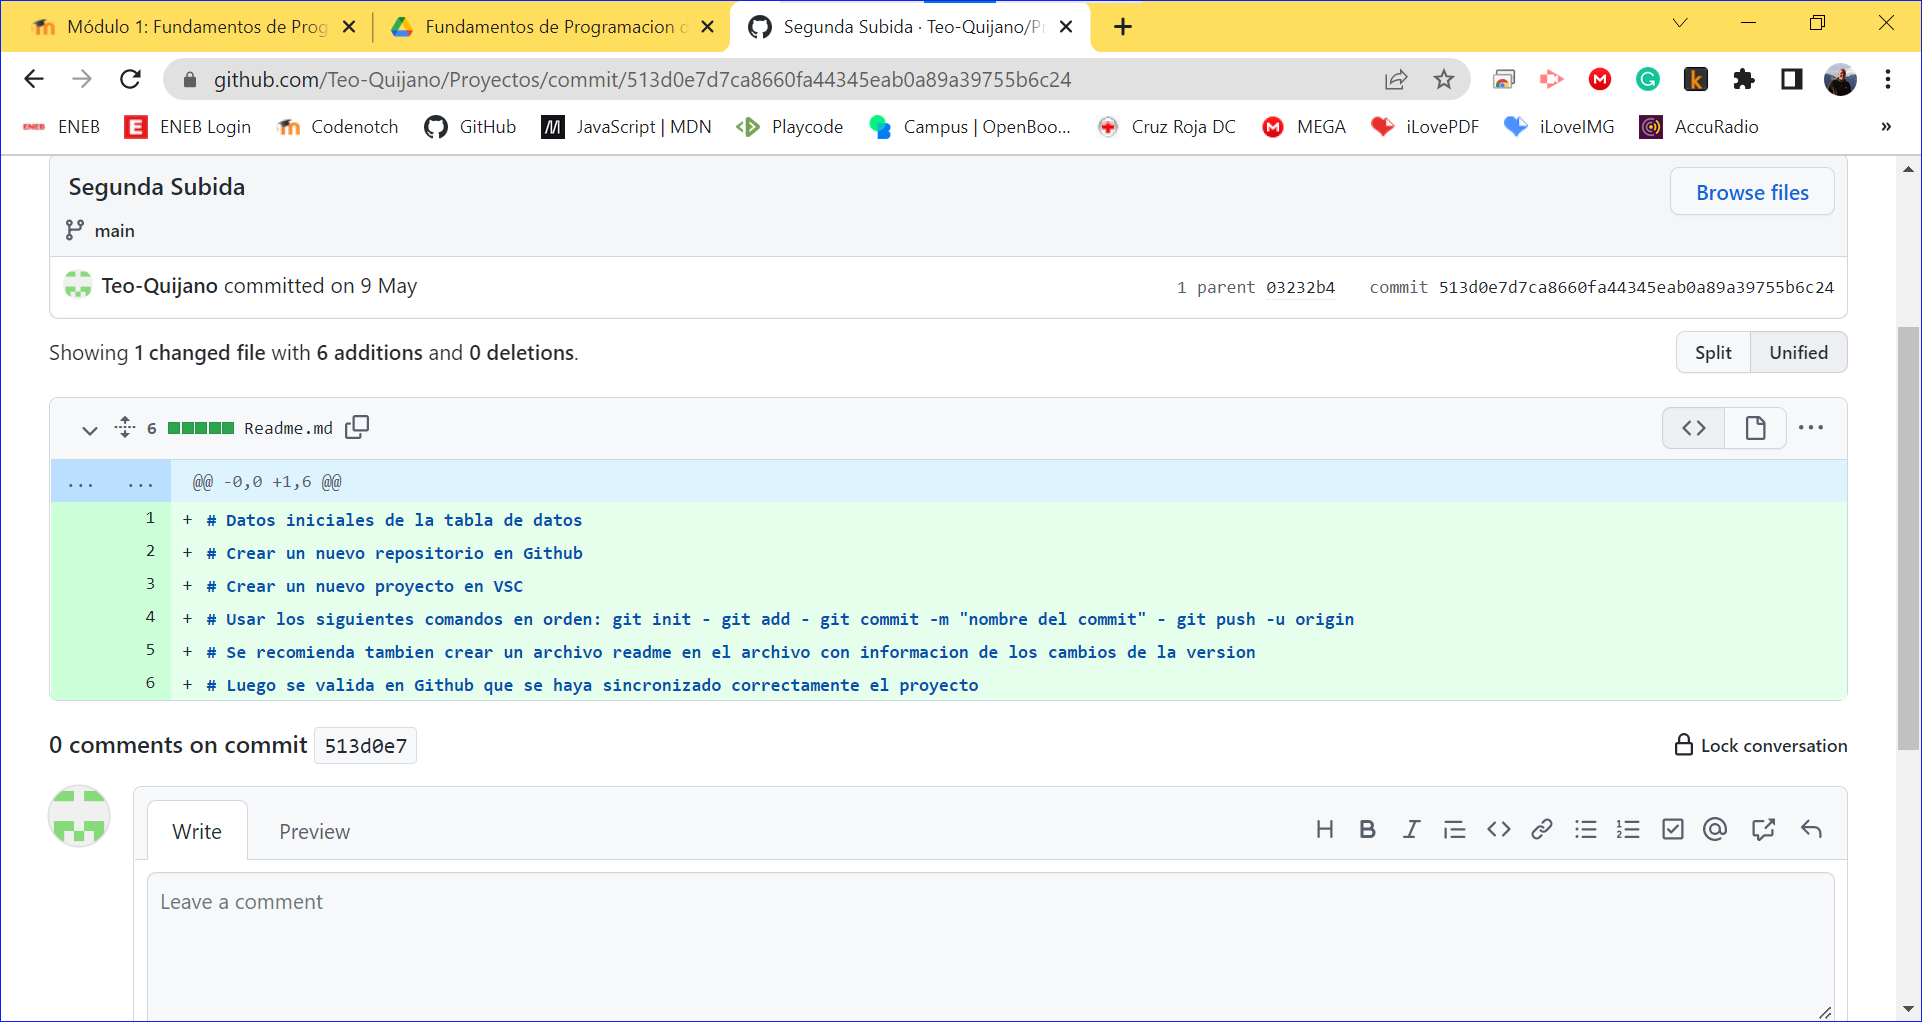 Módulo 1: Fundamentos de Prog
Fundamentos de Programacion d
Segunda Subida · Teo-Quijano/Pr
github.com/Teo-Quijano/Proyectos/commit/513d0e7d7ca8660fa44345eab0a89a39755b6c24
ENEB ENEB Login Codenotch GitHub JavaScript | MDN Playcode Campus | OpenBoo... Cruz Roja DC MEGA iLovePDF iLoveIMG AccuRadio »
Segunda Subida
Browse files
main
Teo-Quijano committed on 9 May
1 parent 03232b4 commit 513d0e7d7ca8660fa44345eab0a89a39755b6c24
Showing 1 changed file with 6 additions and 0 deletions.
Split Unified
6 Readme.md
... ... @@ -0,0 +1,6 @@
1 + # Datos iniciales de la tabla de datos
2 + # Crear un nuevo repositorio en Github
3 + # Crear un nuevo proyecto en VSC
4 + # Usar los siguientes comandos en orden: git init - git add - git commit -m "nombre del commit" - git push -u origin
5 + # Se recomienda tambien crear un archivo readme en el archivo con informacion de los cambios de la version
6 + # Luego se valida en Github que se haya sincronizado correctamente el proyecto
0 comments on commit 513d0e7
Lock conversation
Write Preview
Leave a comment